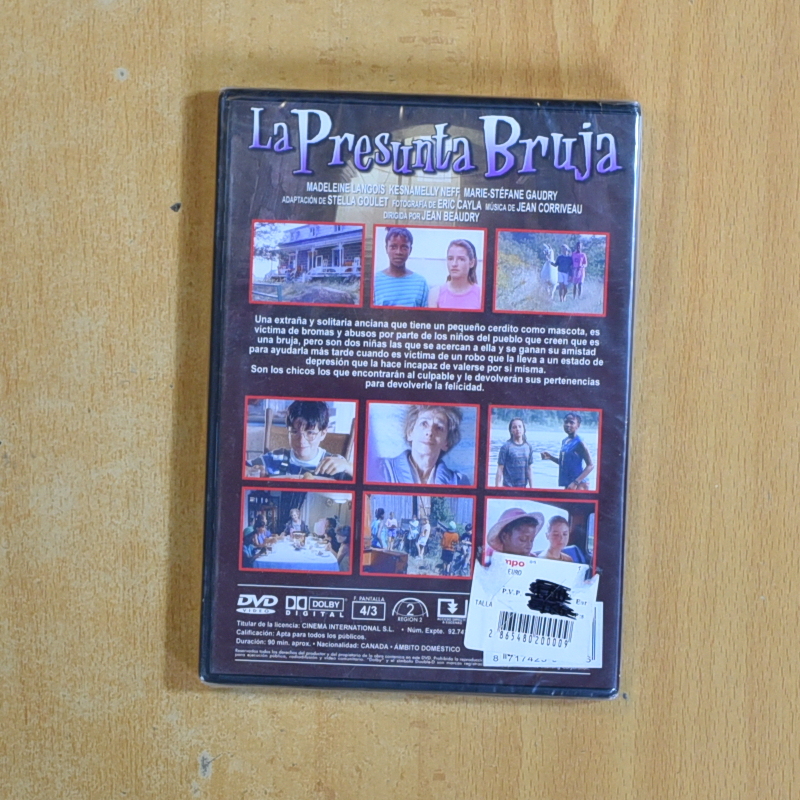 La Presunta Bruja
MADELEINE LANGOIS KESNAMELLY NEFF MARIE-STÉFANE GAUDRY
ADAPTACIÓN DE STELLA GOULET FOTOGRAFÍA DE ERIC CAYLA MÚSICA DE JEAN CORRIVEAU
DIRIGIDA POR JEAN BEAUDRY
Una extraña y solitaria anciana que tiene un pequeño cerdito como mascota, es
victima de bromas y abusos por parte de los niños del pueblo que creen que es
una bruja, pero son dos niñas las que se acercan a ella y se ganan su amistad
para ayudarla más tarde cuando es víctima de un robo que la lleva a un estado de
depresión que la hace incapaz de valerse por si misma.
Son los chicos los que encontrarán al culpable y le devolverán sus pertenencias
para devolverle la felicidad.
DVD VIDEO
DOLBY DIGITAL
F. PANTALLA 4/3
2 REGIÓN 2
Titular de la licencia: CINEMA INTERNATIONAL S.L. • Núm. Expte. 92.74
Calificación: Apta para todos los públicos.
Duración: 90 min. aprox. • Nacionalidad: CANADA • ÁMBITO DOMÉSTICO
mpo
P.V.P.
TALLA
2 865480 200009
8 717423